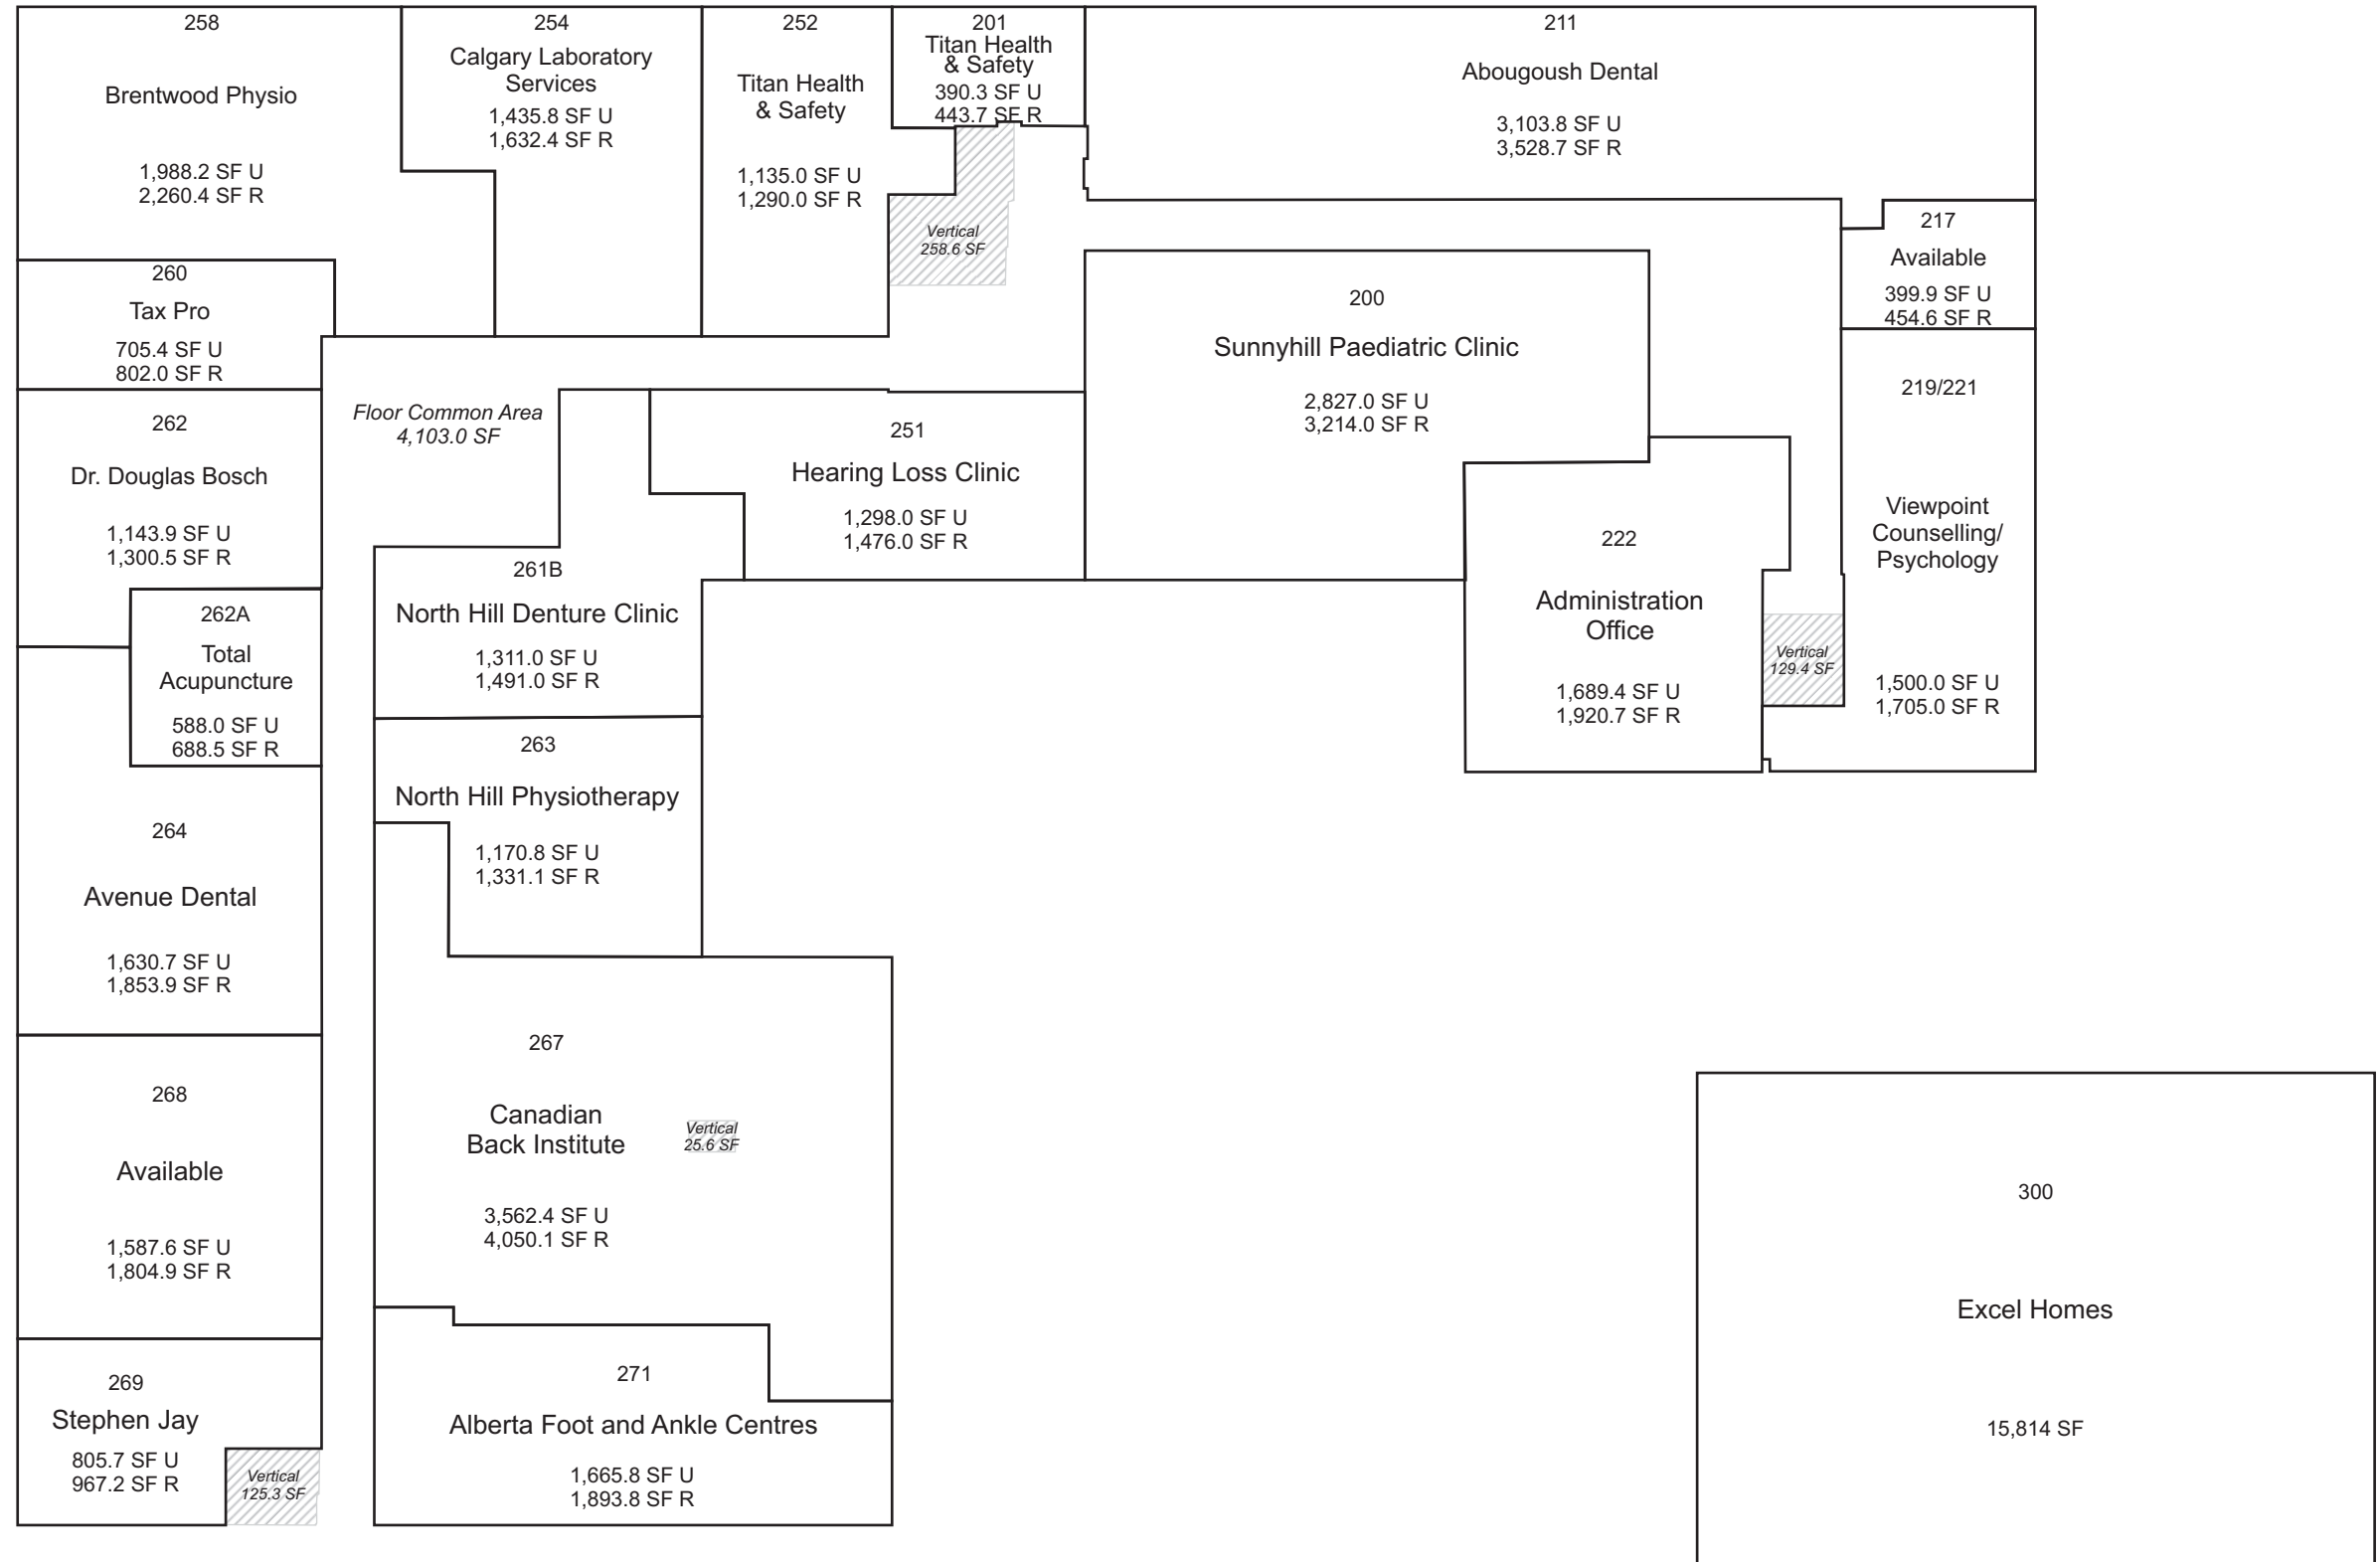 258
Brentwood Physio
1,988.2 SF U
2,260.4 SF R
254
Calgary Laboratory
Services
1,435.8 SF U
1,632.4 SF R
252
Titan Health
& Safety
1,135.0 SF U
1,290.0 SF R
201
Titan Health
& Safety
390.3 SF U
443.7 SF R
211
Abougoush Dental
3,103.8 SF U
3,528.7 SF R
Vertical
258.6 SF
217
Available
399.9 SF U
454.6 SF R
260
Tax Pro
705.4 SF U
802.0 SF R
200
Sunnyhill Paediatric Clinic
2,827.0 SF U
3,214.0 SF R
219/221
Viewpoint
Counselling/
Psychology
1,500.0 SF U
1,705.0 SF R
262
Dr. Douglas Bosch
1,143.9 SF U
1,300.5 SF R
Floor Common Area
4,103.0 SF
251
Hearing Loss Clinic
1,298.0 SF U
1,476.0 SF R
222
Administration
Office
1,689.4 SF U
1,920.7 SF R
Vertical
129.4 SF
261B
North Hill Denture Clinic
1,311.0 SF U
1,491.0 SF R
262A
Total
Acupuncture
588.0 SF U
688.5 SF R
263
North Hill Physiotherapy
1,170.8 SF U
1,331.1 SF R
264
Avenue Dental
1,630.7 SF U
1,853.9 SF R
267
Canadian
Back Institute
3,562.4 SF U
4,050.1 SF R
Vertical
25.6 SF
268
Available
1,587.6 SF U
1,804.9 SF R
300
Excel Homes
15,814 SF
269
Stephen Jay
805.7 SF U
967.2 SF R
Vertical
125.3 SF
271
Alberta Foot and Ankle Centres
1,665.8 SF U
1,893.8 SF R